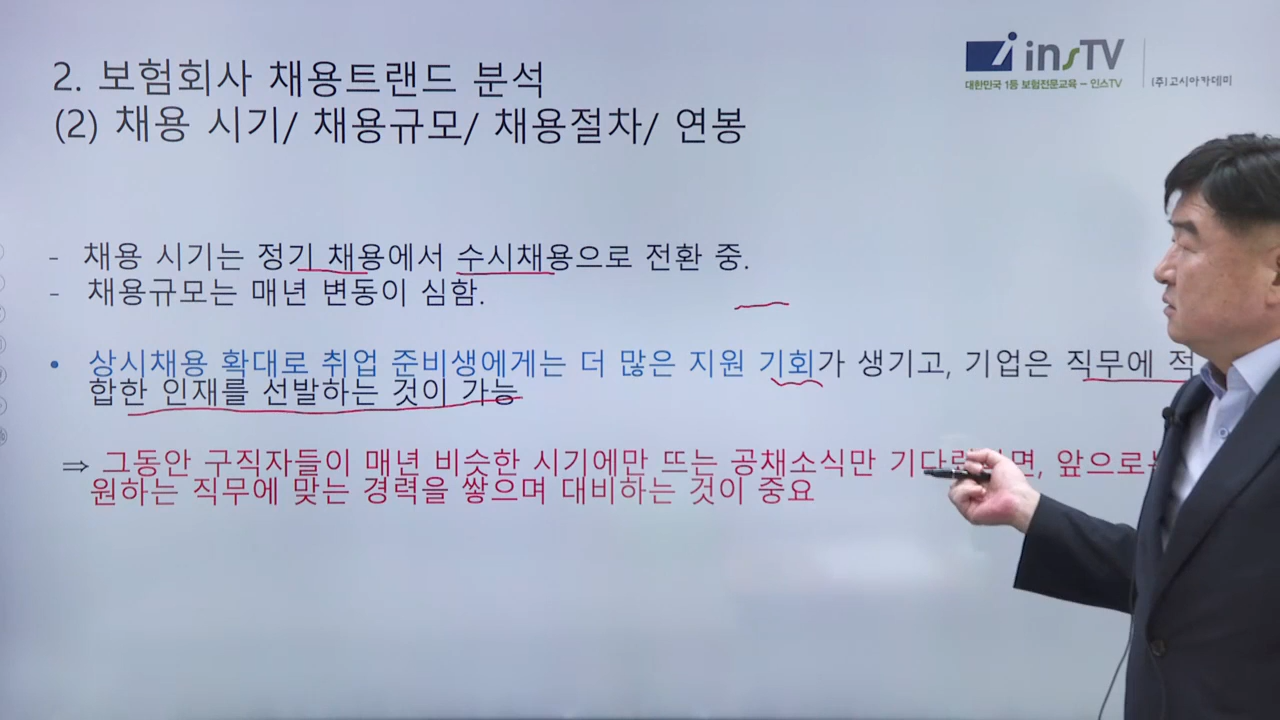 insTV
대한민국 1등 보험전문교육 – 인스TV
(주)고시아카데미
2. 보험회사 채용트랜드 분석
(2) 채용 시기/ 채용규모/ 채용절차/ 연봉
- 채용 시기는 정기 채용에서 수시채용으로 전환 중.
- 채용규모는 매년 변동이 심함.
• 상시채용 확대로 취업 준비생에게는 더 많은 지원 기회가 생기고, 기업은 직무에 적
합한 인재를 선발하는 것이 가능
⇒ 그동안 구직자들이 매년 비슷한 시기에만 뜨는 공채소식만 앞으로
원하는 직무에 맞는 경력을 쌓으며 대비하는 것이 중요